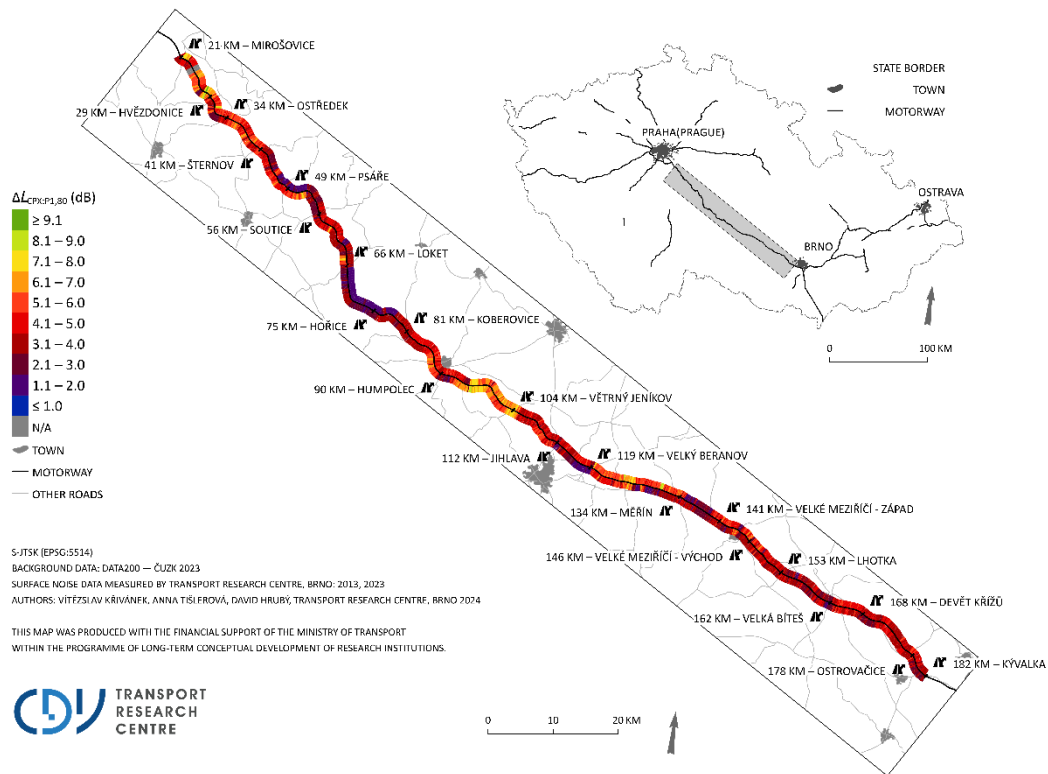 21 KM – MIROŠOVICE
29 KM – HVĚZDONICE
34 KM – OSTŘEDEK
41 KM – ŠTERNOV
49 KM – PSÁŘE
56 KM – SOUTICE
66 KM – LOKET
75 KM – HOŘICE
81 KM – KOBEROVICE
90 KM – HUMPOLEC
104 KM – VĚTRNÝ JENÍKOV
112 KM – JIHLAVA
119 KM – VELKÝ BERANOV
134 KM – MĚŘÍN
141 KM – VELKÉ MEZIŘÍČÍ - ZÁPAD
146 KM – VELKÉ MEZIŘÍČÍ - VÝCHOD
153 KM – LHOTKA
162 KM – VELKÁ BÍTEŠ
168 KM – DEVĚT KŘÍŽŮ
178 KM – OSTROVAČICE
182 KM – KÝVALKA
STATE BORDER
TOWN
MOTORWAY
PRAHA(PRAGUE)
OSTRAVA
BRNO
1
0 100 KM
ΔL̇CPX:P1,80 (dB)
≥ 9.1
8.1 – 9.0
7.1 – 8.0
6.1 – 7.0
5.1 – 6.0
4.1 – 5.0
3.1 – 4.0
2.1 – 3.0
1.1 – 2.0
≤ 1.0
N/A
TOWN
MOTORWAY
OTHER ROADS
S-JTSK (EPSG:5514)
BACKGROUND DATA: DATA200 — ČUZK 2023
SURFACE NOISE DATA MEASURED BY TRANSPORT RESEARCH CENTRE, BRNO: 2013, 2023
AUTHORS: VÍTĚZSLAV KŘIVÁNEK, ANNA TIŠLEROVÁ, DAVID HRUBÝ, TRANSPORT RESEARCH CENTRE, BRNO 2024
THIS MAP WAS PRODUCED WITH THE FINANCIAL SUPPORT OF THE MINISTRY OF TRANSPORT
WITHIN THE PROGRAMME OF LONG-TERM CONCEPTUAL DEVELOPMENT OF RESEARCH INSTITUTIONS.
CDV
TRANSPORT
RESEARCH
CENTRE
0 10 20 KM